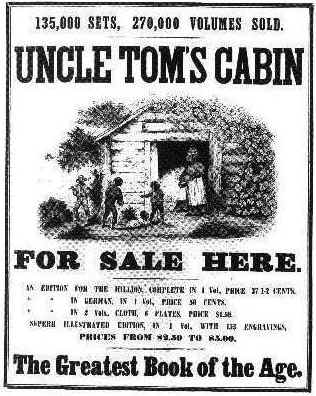 135,000 SETS, 270,000 VOLUMES SOLD.
UNCLE TOM'S CABIN
FOR SALE HERE.
AN EDITION FOR THE MILLION, COMPLETE IN 1 Vol., PRICE 37 1-2 CENTS.
" " IN GERMAN, IN 1 Vol., PRICE 50 CENTS.
" " IN 2 Vols., CLOTH, 6 PLATES, PRICE $1.50.
SUPERB ILLUSTRATED EDITION, IN 1 Vol., WITH 153 ENGRAVINGS,
PRICES FROM $2.50 TO $5.00.
The Greatest Book of the Age.